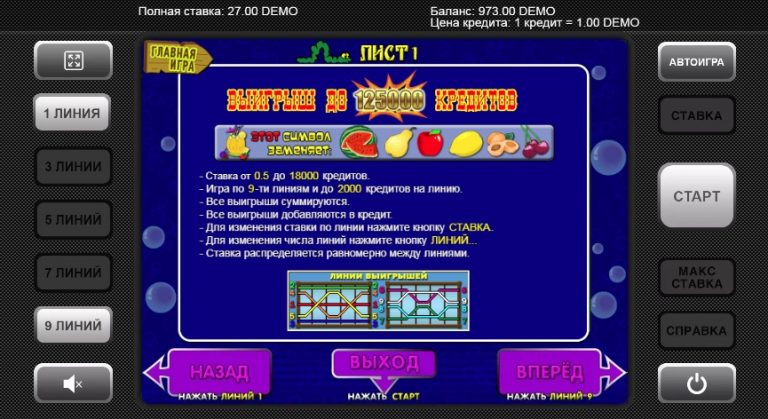 Полная ставка: 27.00 DEMO
Баланс: 973.00 DEMO
Цена кредита: 1 кредит = 1.00 DEMO
ГЛАВНАЯ
ИГРА
ЛИСТ 1
АВТОИГРА
ВЫИГРЫШ ДО 125000 КРЕДИТОВ
1 ЛИНИЯ
СТАВКА
ЭТОТ СИМВОЛ
ЗАМЕНЯЕТ:
3 ЛИНИИ
- Ставка от 0.5 до 18000 кредитов.
- Игра по 9-ти линиям и до 2000 кредитов на линию.
- Все выигрыши суммируются.
- Все выигрыши добавляются в кредит.
- Для изменения ставки по линии нажмите кнопку СТАВКА.
- Для изменения числа линий нажмите кнопку ЛИНИЙ...
- Ставка распределяется равномерно между линиями.
СТАРТ
5 ЛИНИЙ
7 ЛИНИЙ
МАКС
СТАВКА
ЛИНИИ ВЫИГРЫШЕЙ
9 ЛИНИЙ
СПРАВКА
НАЗАД
ВЫХОД
ВПЕРЁД
НАЖАТЬ ЛИНИЙ 1
НАЖАТЬ СТАРТ
НАЖАТЬ ЛИНИЙ 9